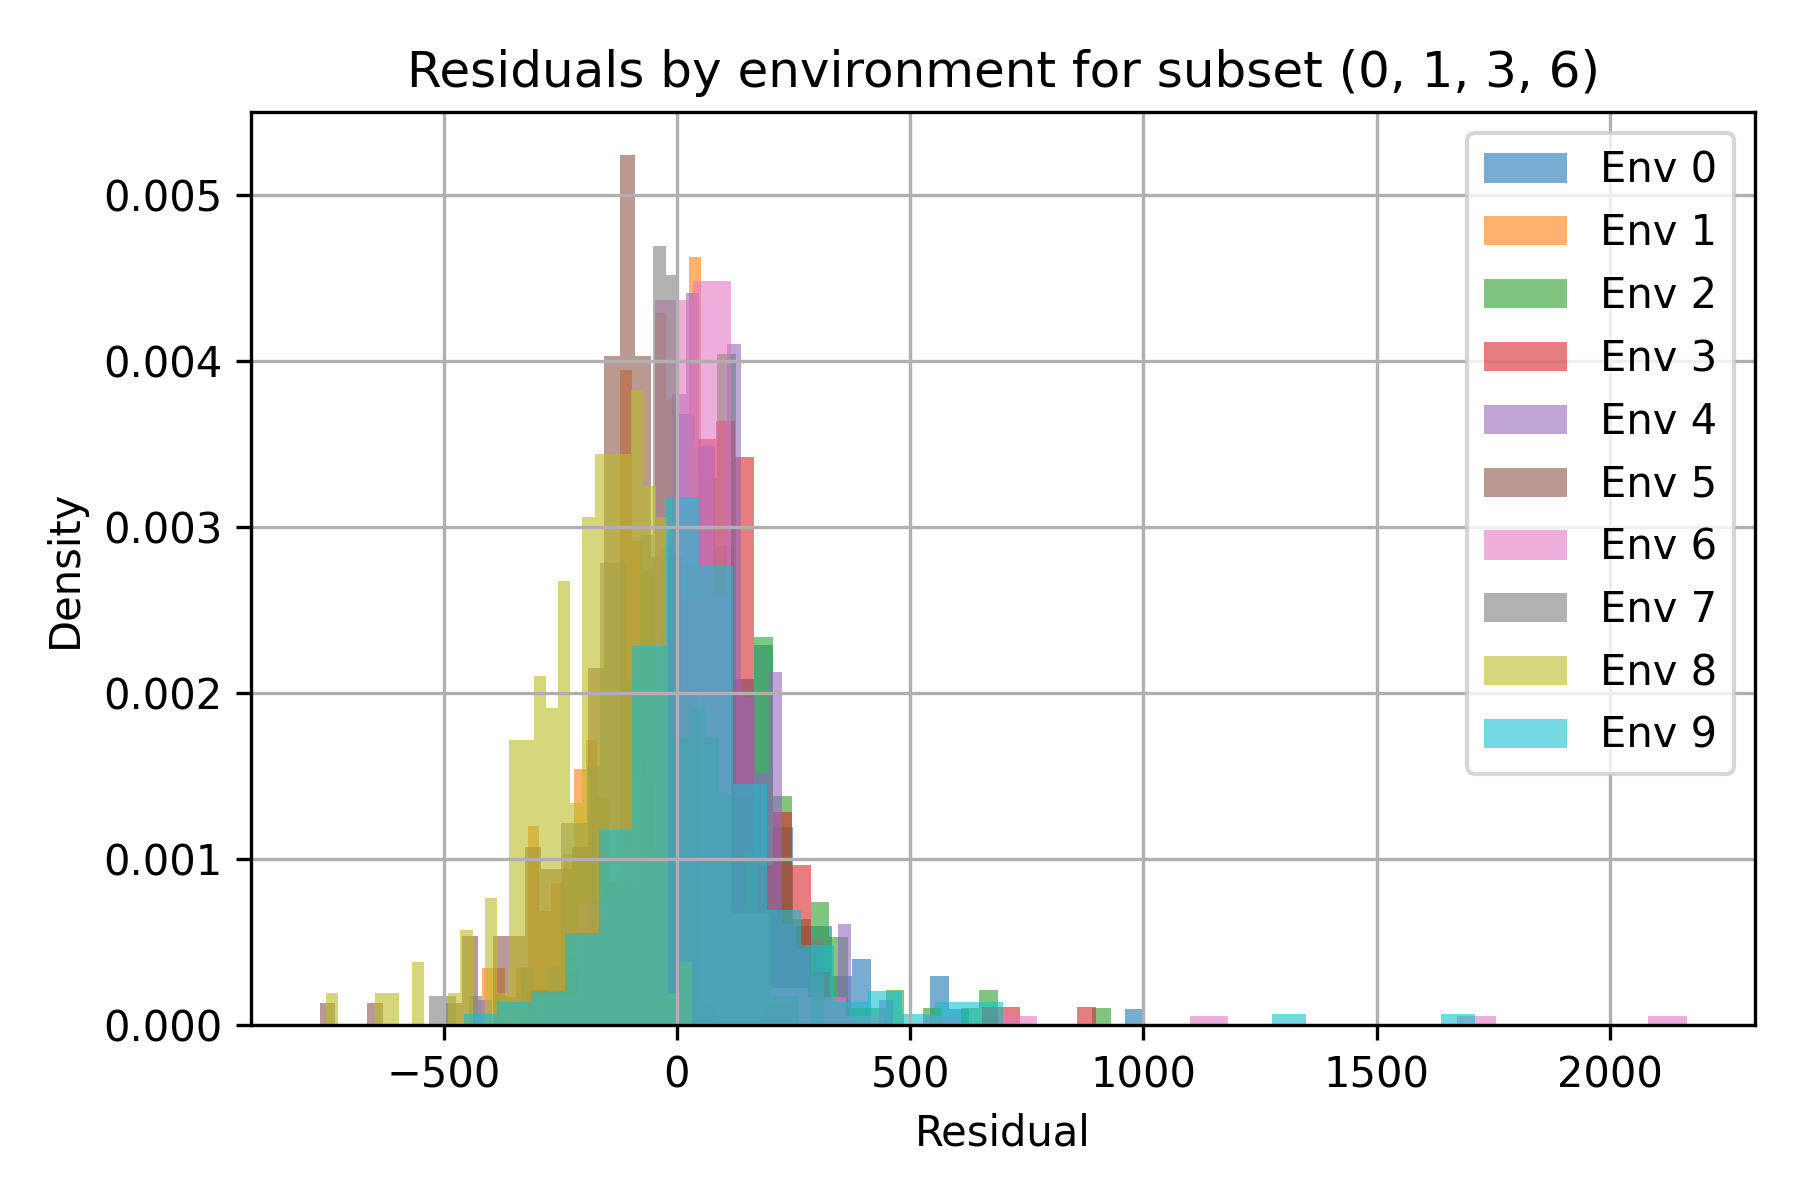 Residuals by environment for subset (0, 1, 3, 6)
Density
0.005
0.004
0.003
0.002
0.001
0.000
−500
0
500
1000
1500
2000
Residual
Env 0
Env 1
Env 2
Env 3
Env 4
Env 5
Env 6
Env 7
Env 8
Env 9